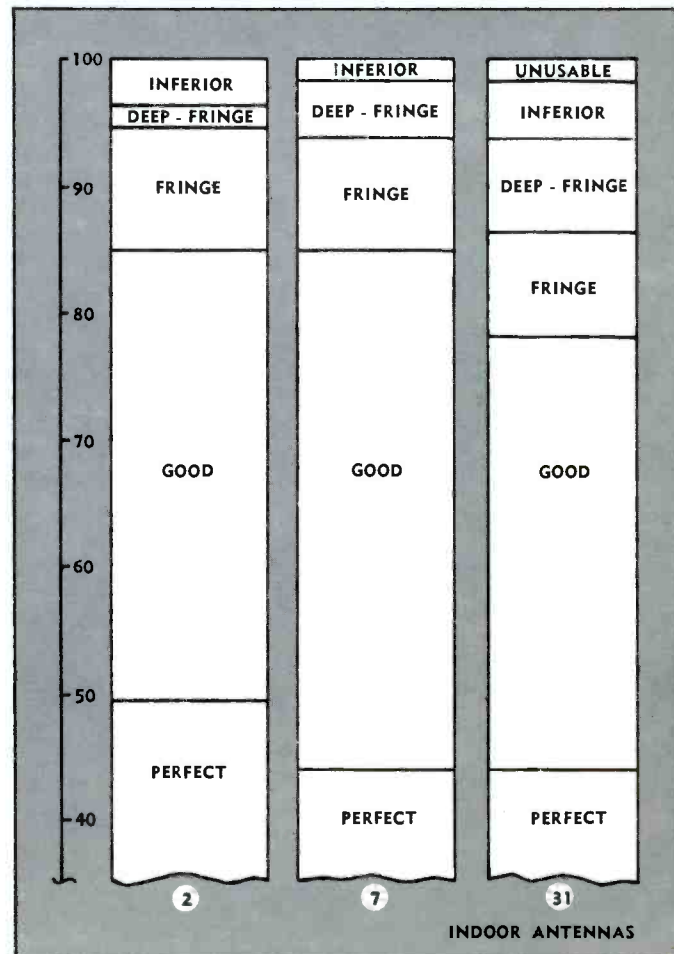 100
90
80
70
60
50
40
INFERIOR
DEEP - FRINGE
FRINGE
GOOD
PERFECT
2
INFERIOR
DEEP - FRINGE
FRINGE
GOOD
PERFECT
7
UNUSABLE
INFERIOR
DEEP - FRINGE
FRINGE
GOOD
PERFECT
31
INDOOR ANTENNAS